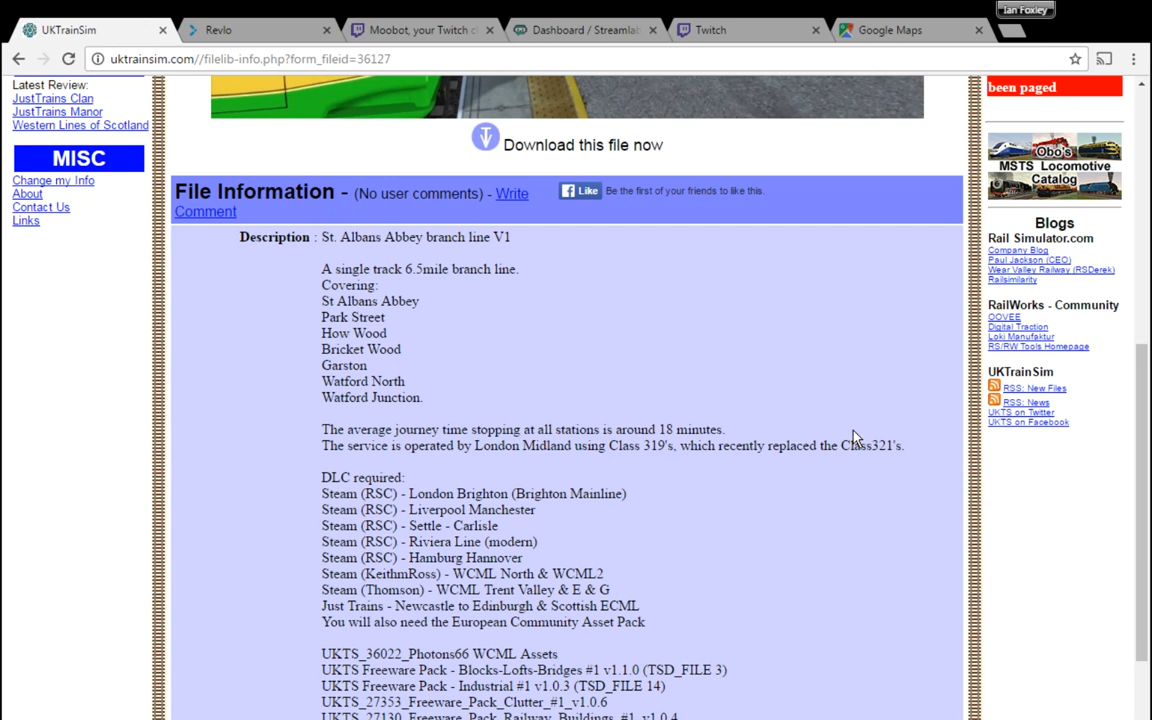 Ian Foxley
UKTrainSim
Revlo
Moobot, your Twitch c
Dashboard / Streamlab
Twitch
Google Maps
uktrainsim.com//filelib-info.php?form_fileid=36127
Latest Review:
JustTrains Clan
JustTrains Manor
Western Lines of Scotland
MISC
Change my Info
About
Contact Us
Links
Download this file now
File Information - (No user comments) - Write Comment
Like Be the first of your friends to like this.
Description : St. Albans Abbey branch line V1
A single track 6.5mile branch line.
Covering:
St Albans Abbey
Park Street
How Wood
Bricket Wood
Garston
Watford North
Watford Junction.
The average journey time stopping at all stations is around 18 minutes.
The service is operated by London Midland using Class 319's, which recently replaced the Class321's.
DLC required:
Steam (RSC) - London Brighton (Brighton Mainline)
Steam (RSC) - Liverpool Manchester
Steam (RSC) - Settle - Carlisle
Steam (RSC) - Riviera Line (modern)
Steam (RSC) - Hamburg Hannover
Steam (KeithmRoss) - WCML North & WCML2
Steam (Thomson) - WCML Trent Valley & E & G
Just Trains - Newcastle to Edinburgh & Scottish ECML
You will also need the European Community Asset Pack
UKTS_36022_Photons66 WCML Assets
UKTS Freeware Pack - Blocks-Lofts-Bridges #1 v1.1.0 (TSD_FILE 3)
UKTS Freeware Pack - Industrial #1 v1.0.3 (TSD_FILE 14)
UKTS_27353_Freeware_Pack_Clutter_#1_v1.0.6
UKTS_27130_Freeware_Pack_Railway_Buildings_#1_v1.0.4
been paged
Obo's
MSTS Locomotive
Catalog
Blogs
Rail Simulator.com
Company Blog
Paul Jackson (CEO)
Wear Valley Railway (RSDerek)
Railsimilarity
RailWorks - Community
OOVEE
Digital Traction
Loki Manufaktur
RS/RW Tools Homepage
UKTrainSim
RSS: New Files
RSS: News
UKTS on Twitter
UKTS on Facebook